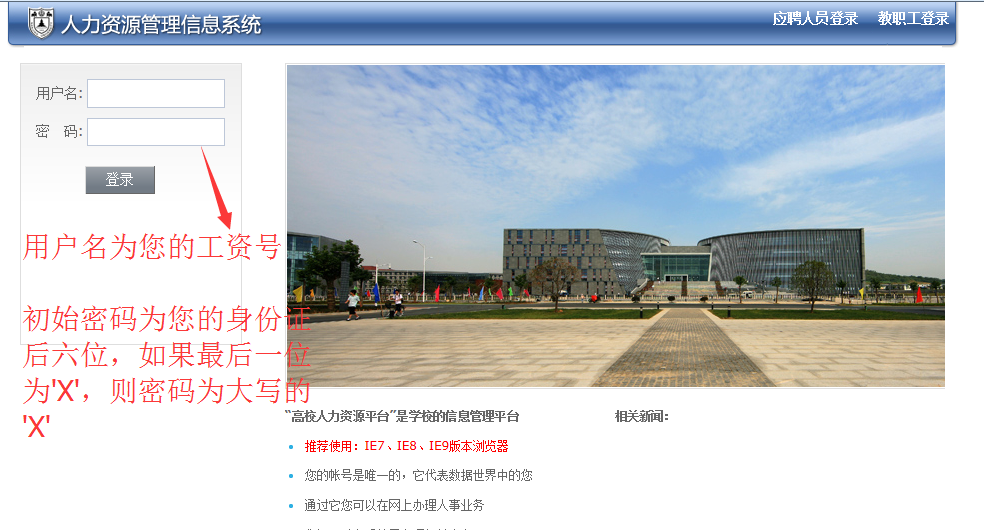 人力资源管理信息系统
应聘人员登录 教职工登录
用户名:
密 码:
登录
用户名为您的工资号
初始密码为您的身份证
后六位，如果最后一位
为'X'，则密码为大写的
'X'
“高校人力资源平台”是学校的信息管理平台
相关新闻：
推荐使用：IE7、IE8、IE9版本浏览器
您的帐号是唯一的，它代表数据世界中的您
通过它您可以在网上办理人事业务